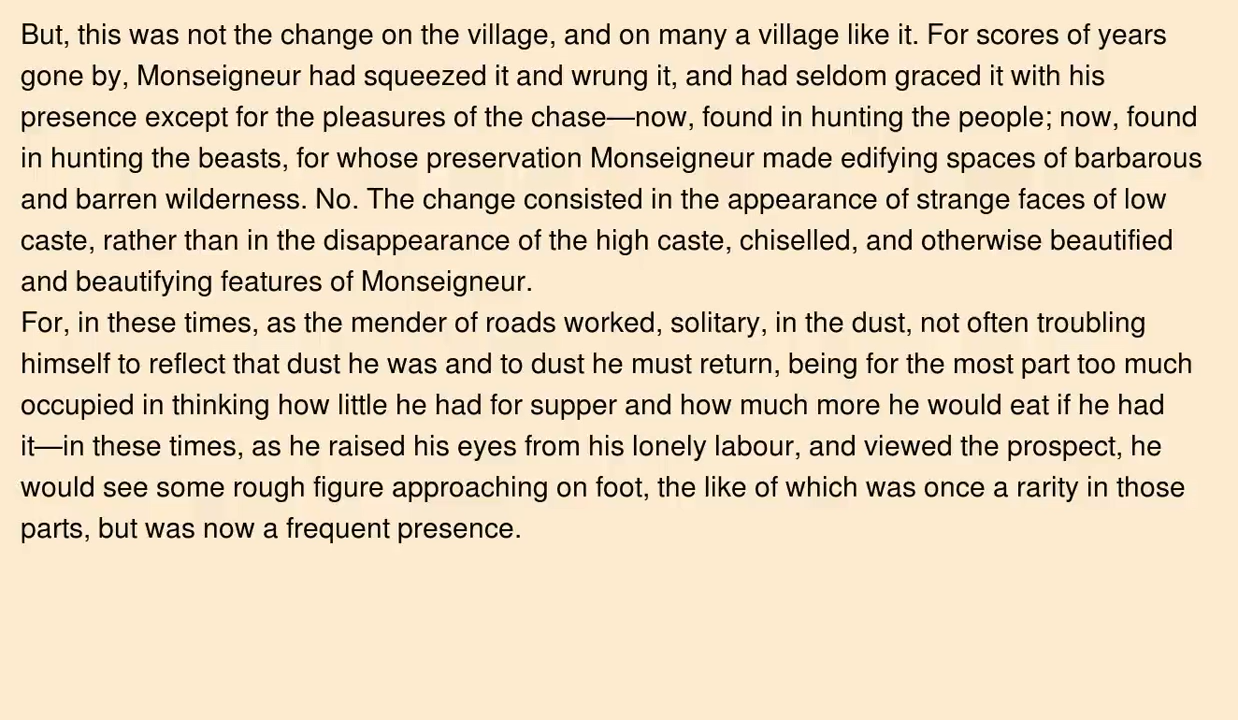 But, this was not the change on the village, and on many a village like it. For scores of years
gone by, Monseigneur had squeezed it and wrung it, and had seldom graced it with his
presence except for the pleasures of the chase—now, found in hunting the people; now, found
in hunting the beasts, for whose preservation Monseigneur made edifying spaces of barbarous
and barren wilderness. No. The change consisted in the appearance of strange faces of low
caste, rather than in the disappearance of the high caste, chiselled, and otherwise beautified
and beautifying features of Monseigneur.
For, in these times, as the mender of roads worked, solitary, in the dust, not often troubling
himself to reflect that dust he was and to dust he must return, being for the most part too much
occupied in thinking how little he had for supper and how much more he would eat if he had
it—in these times, as he raised his eyes from his lonely labour, and viewed the prospect, he
would see some rough figure approaching on foot, the like of which was once a rarity in those
parts, but was now a frequent presence.